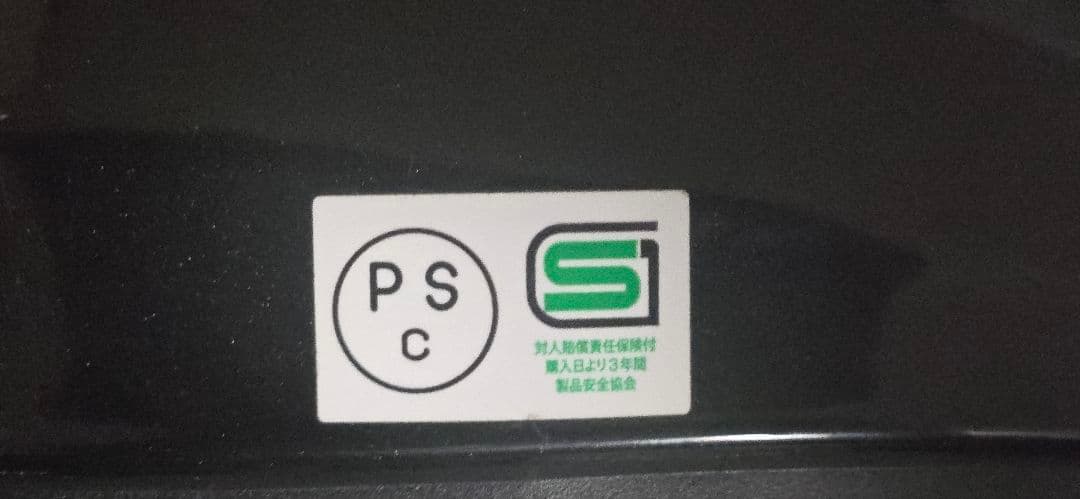 P S
C
SG
対人賠償責任保険付
購入日より3年間
製品安全協会